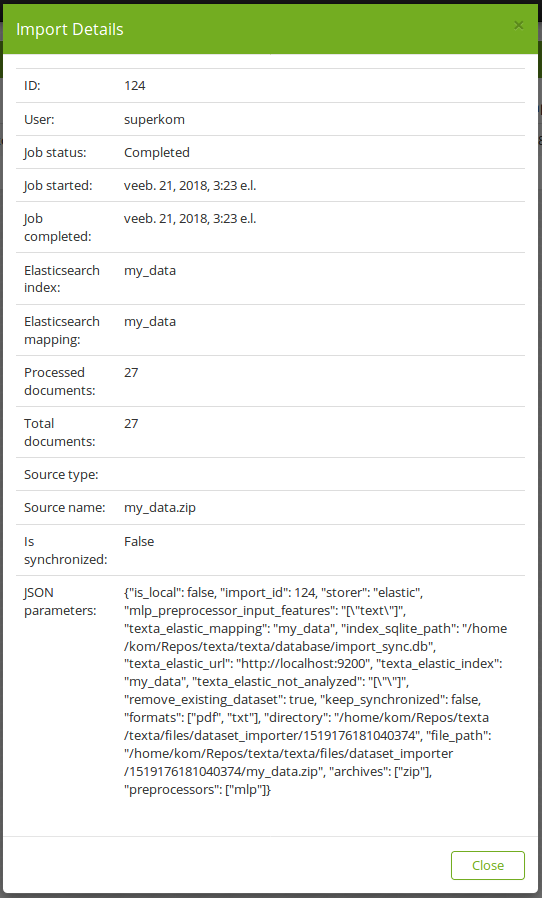 Import Details
×
ID: 124
User: superkom
Job status: Completed
Job started: veeb. 21, 2018, 3:23 e.l.
Job
completed: veeb. 21, 2018, 3:23 e.l.
Elasticsearch
index: my_data
Elasticsearch
mapping: my_data
Processed
documents: 27
Total
documents: 27
Source type:
Source name: my_data.zip
Is
synchronized: False
JSON
parameters:
{"is_local": false, "import_id": 124, "storer": "elastic",
"mlp_preprocessor_input_features": "[\"text\"]",
"texta_elastic_mapping": "my_data", "index_sqlite_path": "/home
/kom/Repos/texta/texta/database/import_sync.db",
"texta_elastic_url": "http://localhost:9200", "texta_elastic_index":
"my_data", "texta_elastic_not_analyzed": "[\"\"]",
"remove_existing_dataset": true, "keep_synchronized": false,
"formats": ["pdf", "txt"], "directory": "/home/kom/Repos/texta
/texta/files/dataset_importer/1519176181040374", "file_path":
"/home/kom/Repos/texta/texta/files/dataset_importer
/1519176181040374/my_data.zip", "archives": ["zip"],
"preprocessors": ["mlp"]}
Close